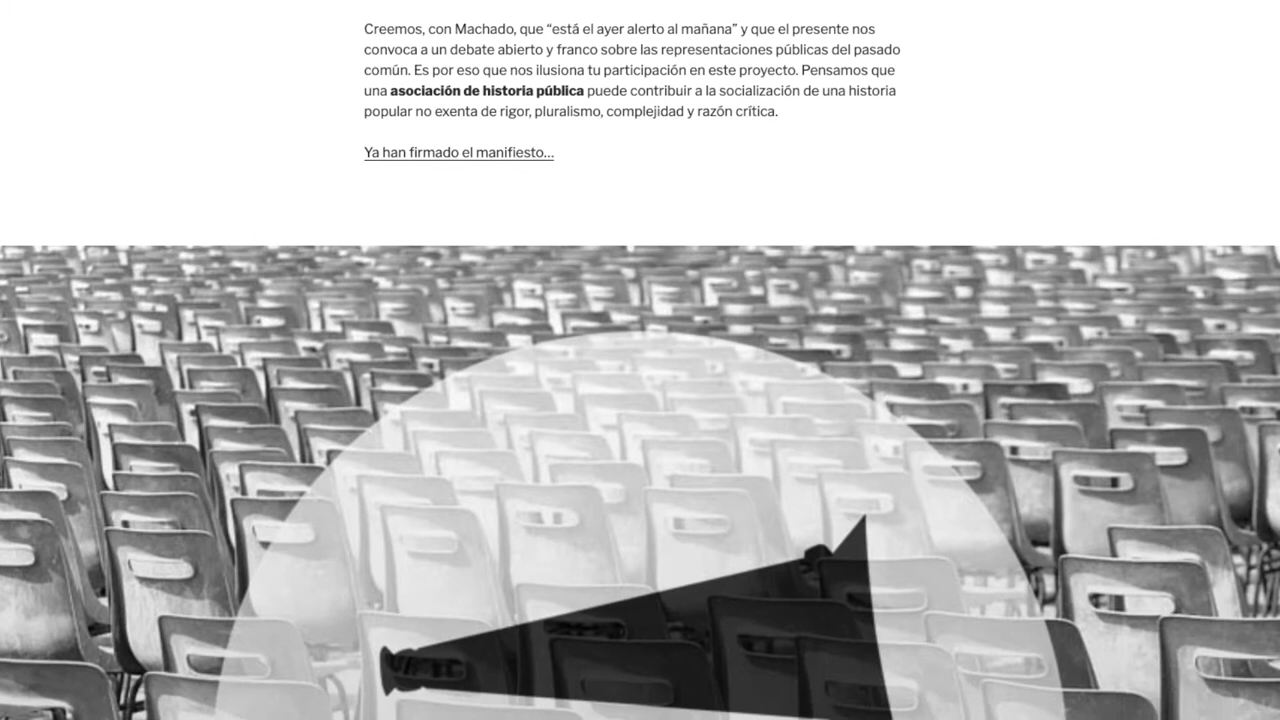 Creemos, con Machado, que “está el ayer alerto al mañana” y que el presente nos
convoca a un debate abierto y franco sobre las representaciones públicas del pasado
común. Es por eso que nos ilusiona tu participación en este proyecto. Pensamos que
una asociación de historia pública puede contribuir a la socialización de una historia
popular no exenta de rigor, pluralismo, complejidad y razón crítica.
Ya han firmado el manifiesto...